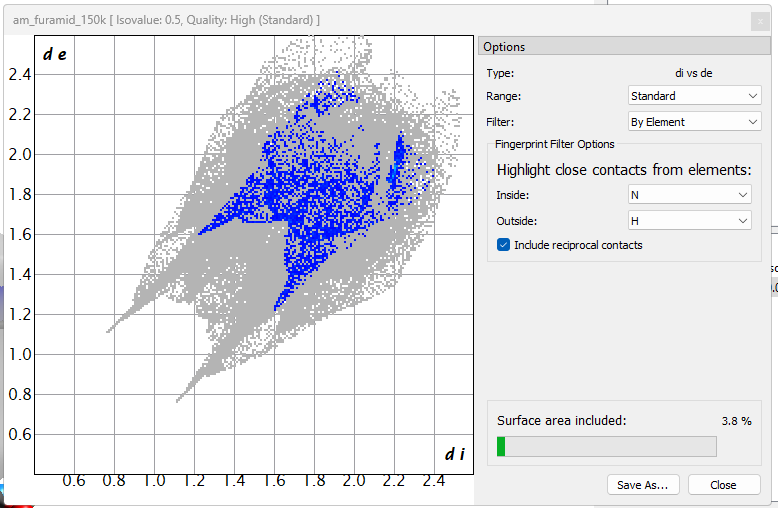 am_furamid_150k [ Isovalue: 0.5, Quality: High (Standard) ]
x
d e
2.4
2.2
2.0
1.8
1.6
1.4
1.2
1.0
0.8
0.6
d i
0.6 0.8 1.0 1.2 1.4 1.6 1.8 2.0 2.2 2.4
Options
Type: di vs de
Range: Standard
Filter: By Element
Fingerprint Filter Options
Highlight close contacts from elements:
Inside: N
Outside: H
Include reciprocal contacts
Surface area included: 3.8 %
Save As... Close